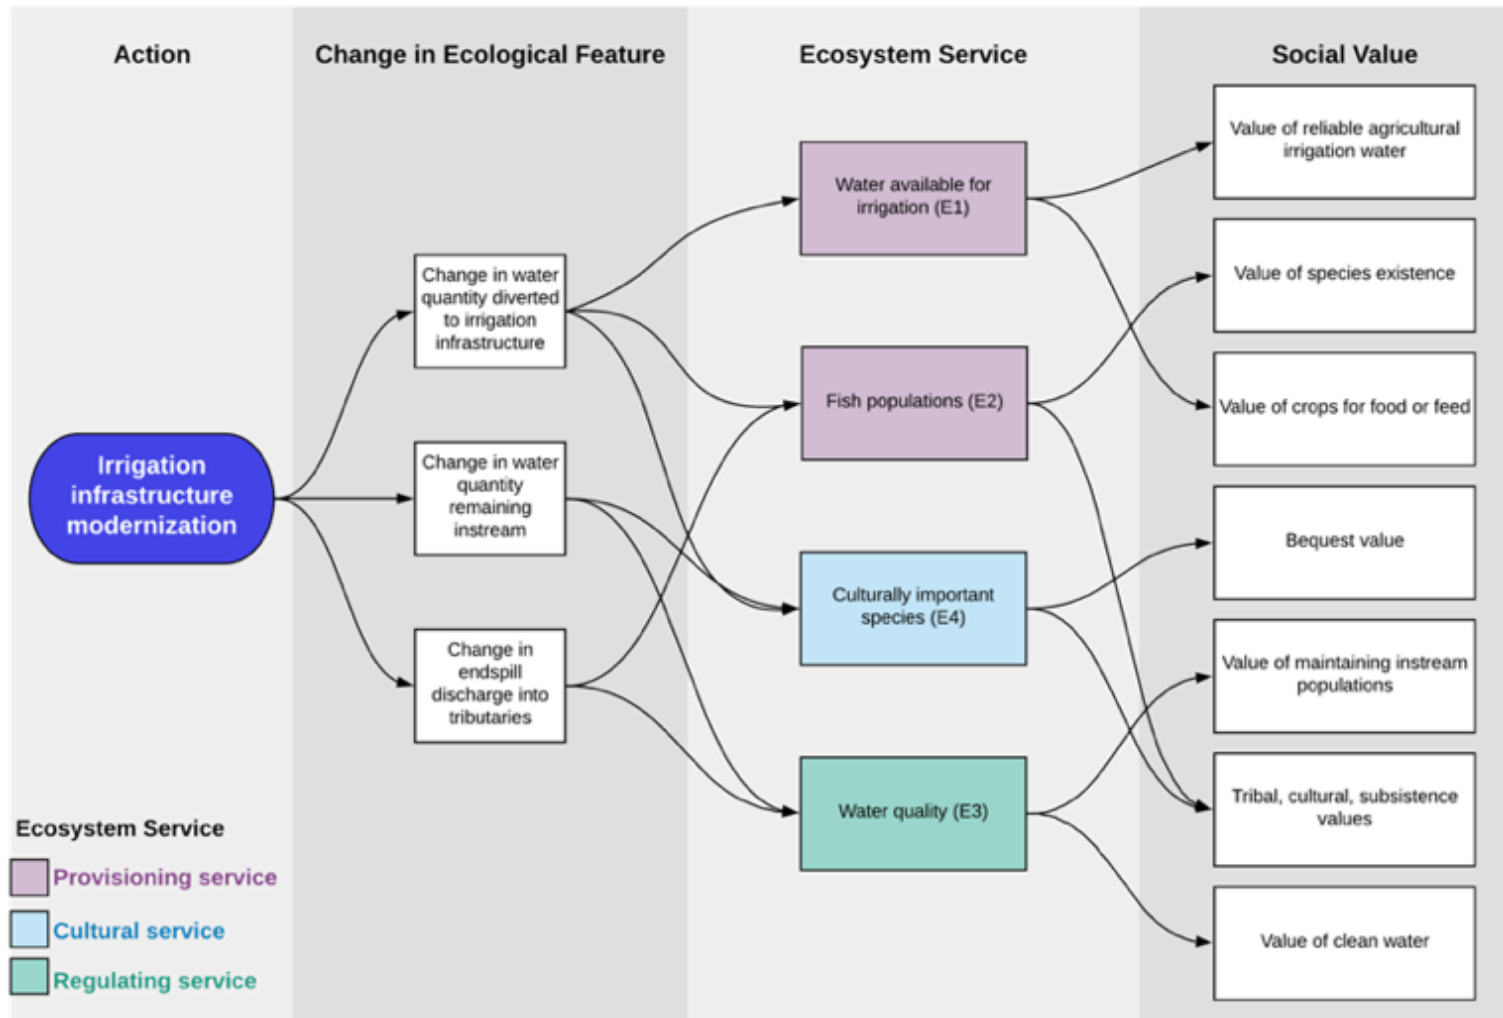 Action
Change in Ecological Feature
Ecosystem Service
Social Value
Irrigation
infrastructure
modernization
Change in water
quantity diverted
to irrigation
infrastructure
Change in water
quantity
remaining
instream
Change in
endspill
discharge into
tributaries
Water available for
irrigation (E1)
Fish populations (E2)
Culturally important
species (E4)
Water quality (E3)
Value of reliable agricultural
irrigation water
Value of species existence
Value of crops for food or feed
Bequest value
Value of maintaining instream
populations
Tribal, cultural, subsistence
values
Value of clean water
Ecosystem Service
Provisioning service
Cultural service
Regulating service